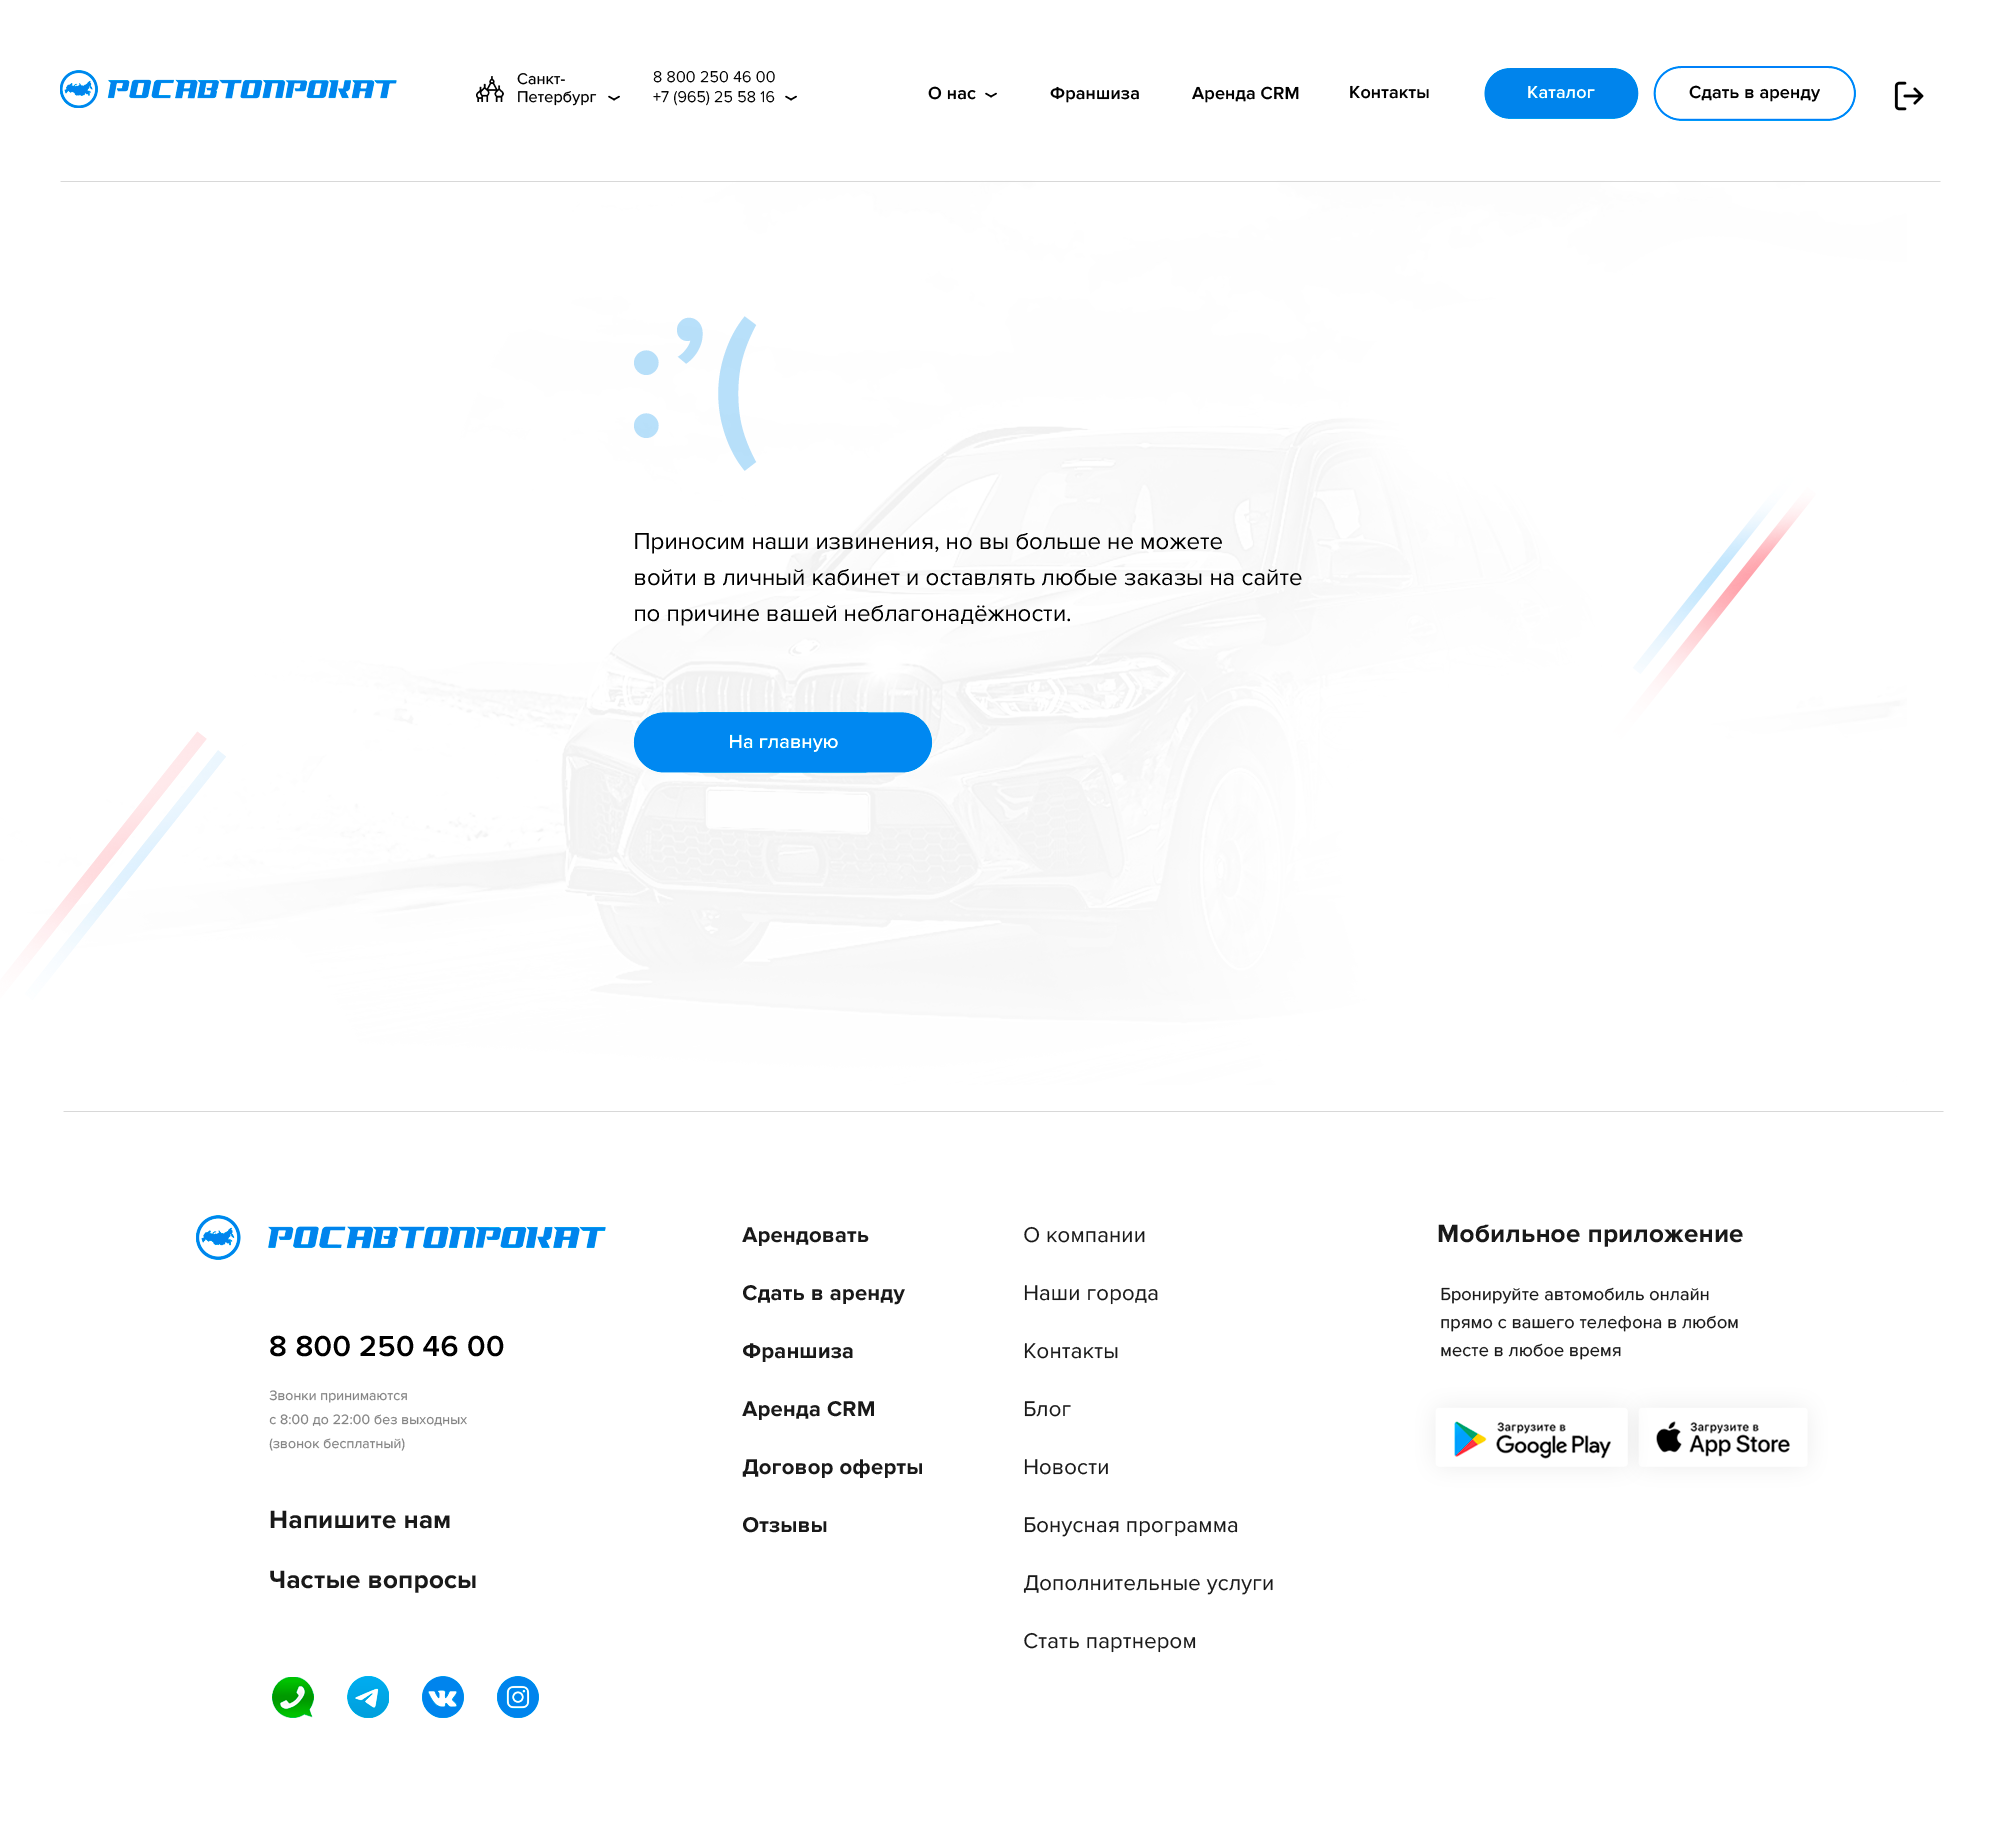 РОСАВТОПРОКАТ
Санкт-
Петербург
8 800 250 46 00
+7 (965) 25 58 16
О нас
Франшиза
Аренда CRM
Контакты
Каталог
Сдать в аренду
:’(
Приносим наши извинения, но вы больше не можете
войти в личный кабинет и оставлять любые заказы на сайте
по причине вашей неблагонадёжности.
На главную
РОСАВТОПРОКАТ
8 800 250 46 00
Звонки принимаются
с 8:00 до 22:00 без выходных
(звонок бесплатный)
Напишите нам
Частые вопросы
Арендовать
Сдать в аренду
Франшиза
Аренда CRM
Договор оферты
Отзывы
О компании
Наши города
Контакты
Блог
Новости
Бонусная программа
Дополнительные услуги
Стать партнером
Мобильное приложение
Бронируйте автомобиль онлайн
прямо с вашего телефона в любом
месте в любое время
Загрузите в
Google Play
Загрузите в
App Store